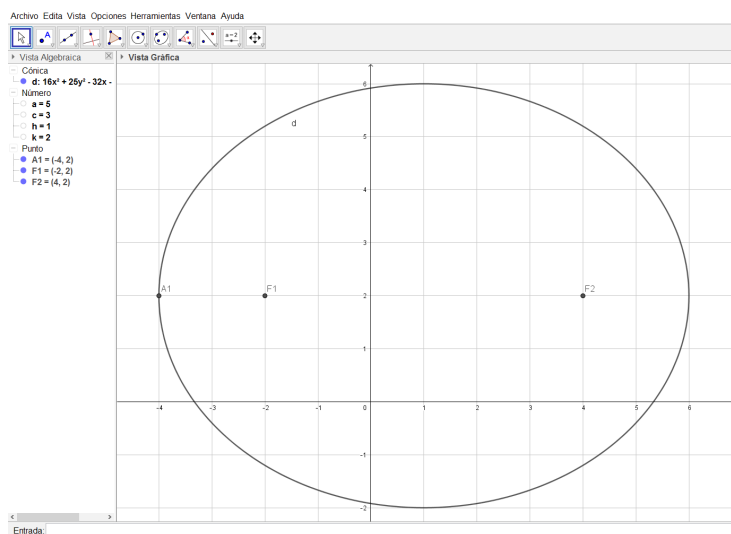 Archivo Edita Vista Opciones Herramientas Ventana Ayuda
A
a=2
Vista Algebraica
Cónica
d: 16x² + 25y² - 32x -
Número
a = 5
c = 3
h = 1
k = 2
Punto
A1 = (-4, 2)
F1 = (-2, 2)
F2 = (4, 2)
Vista Gráfica
6
d
5
4
3
A1
F1
2
F2
1
-4 -3 -2 -1 0 1 2 3 4 5 6
-1
-2
Entrada: